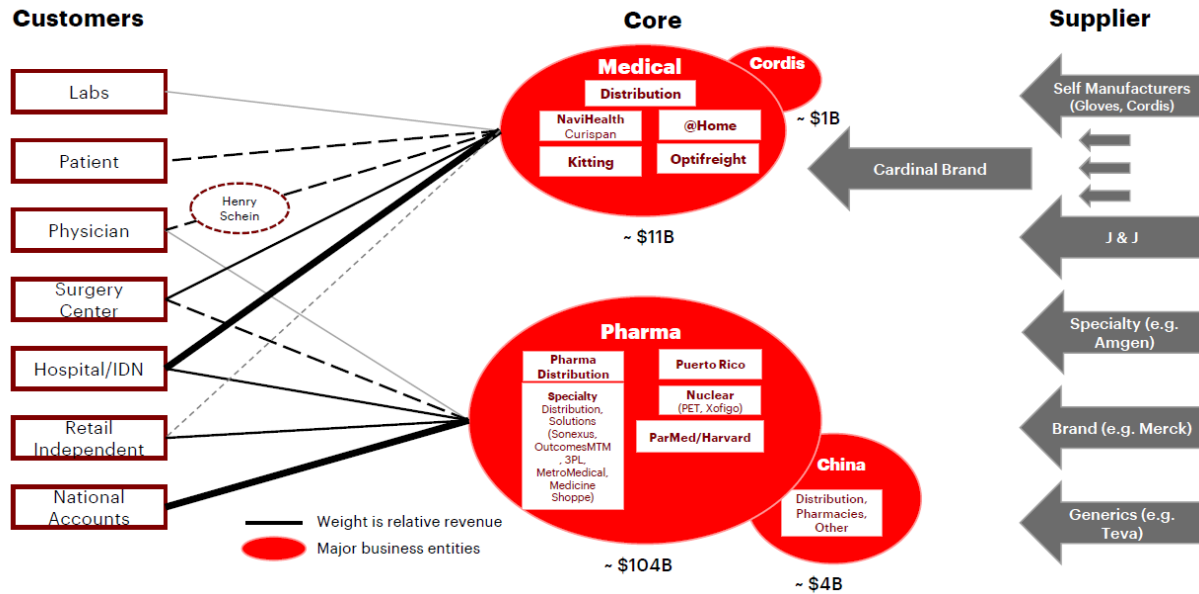 Customers
Core
Supplier
Labs
Patient
Henry
Schein
Physician
Surgery
Center
Hospital/IDN
Retail
Independent
National
Accounts
Medical
Distribution
NaviHealth
Curispan
@Home
Kitting
Optifreight
~ $11B
Cordis
~ $1B
Cardinal Brand
Self Manufacturers
(Gloves, Cordis)
J & J
Specialty (e.g.
Amgen)
Brand (e.g. Merck)
Generics (e.g.
Teva)
Pharma
Pharma
Distribution
Specialty
Distribution,
Solutions
(Sonexus,
OutcomesMTM
, 3PL,
MetroMedical,
Medicine
Shoppe)
Puerto Rico
Nuclear
(PET, Xofigo)
ParMed/Harvard
~ $104B
China
Distribution,
Pharmacies,
Other
~ $4B
Weight is relative revenue
Major business entities